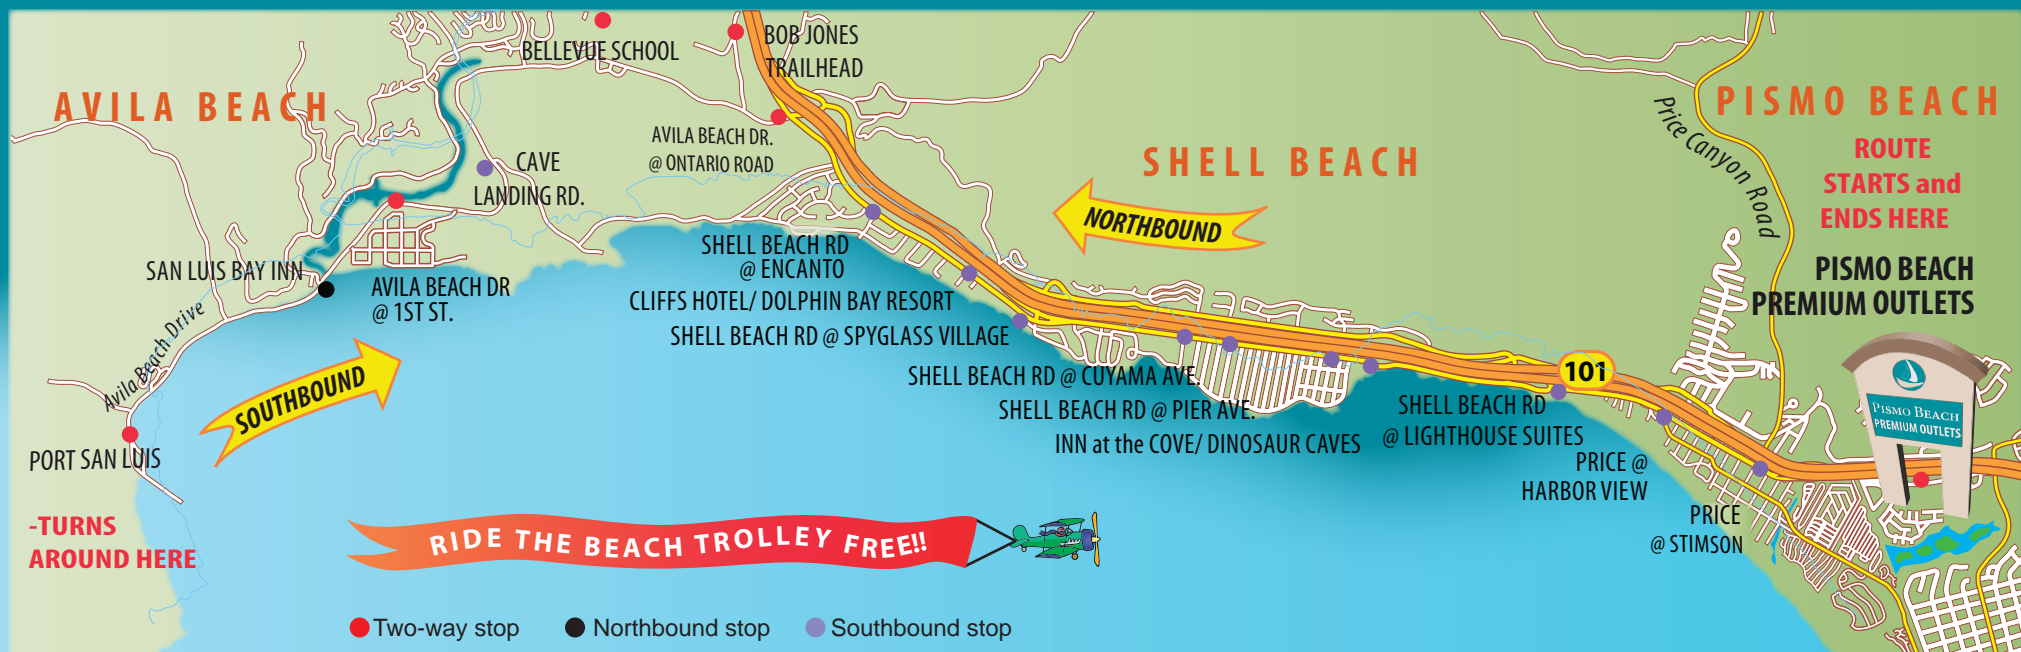 BELLEVUE SCHOOL
BOB JONES
TRAILHEAD
AVILA BEACH
PISMO BEACH
Price Canyon Road
ROUTE
STARTS and
ENDS HERE
AVILA BEACH DR.
@ ONTARIO ROAD
CAVE
LANDING RD.
SHELL BEACH
NORTHBOUND
SAN LUIS BAY INN
AVILA BEACH DR
@ 1ST ST.
SHELL BEACH RD
@ ENCANTO
CLIFFS HOTEL/ DOLPHIN BAY RESORT
SHELL BEACH RD @ SPYGLASS VILLAGE
PISMO BEACH
PREMIUM OUTLETS
Avila Beach Drive
SOUTHBOUND
SHELL BEACH RD @ CUYAMA AVE.
SHELL BEACH RD @ PIER AVE.
INN at the COVE/ DINOSAUR CAVES
101
SHELL BEACH RD
@ LIGHTHOUSE SUITES
PISMO BEACH
PREMIUM OUTLETS
PRICE @
HARBOR VIEW
PRICE
@ STIMSON
PORT SAN LUIS
-TURNS
AROUND HERE
RIDE THE BEACH TROLLEY FREE!!
Two-way stop
Northbound stop
Southbound stop